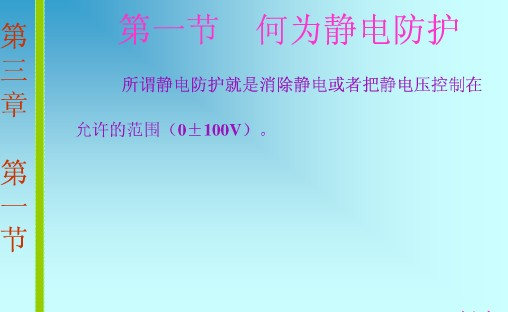 第一节 何为静电防护
所谓静电防护就是消除静电或者把静电压控制在
允许的范围（0±100V）。
第
三
章
第
一
节